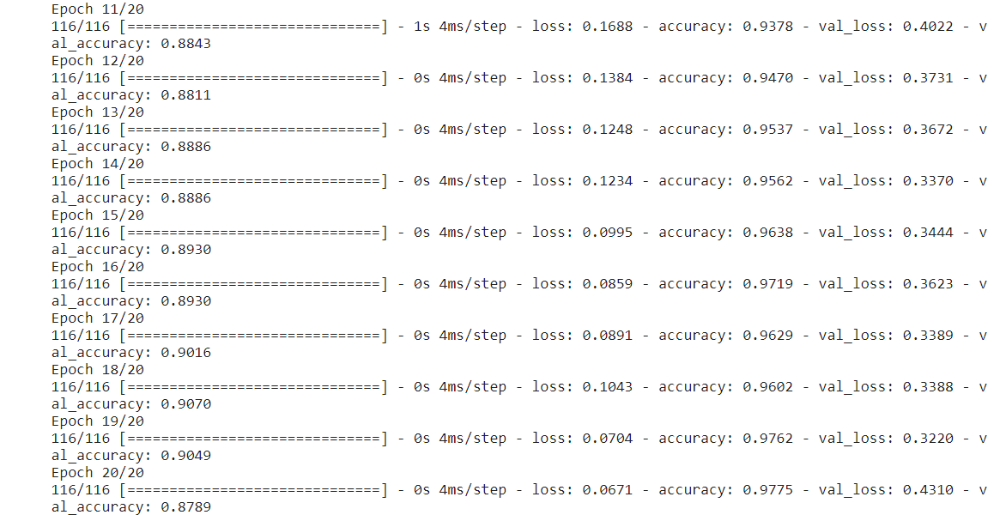 Epoch 11/20
116/116 [==============================] - 1s 4ms/step - loss: 0.1688 - accuracy: 0.9378 - val_loss: 0.4022 - v
al_accuracy: 0.8843
Epoch 12/20
116/116 [==============================] - 0s 4ms/step - loss: 0.1384 - accuracy: 0.9470 - val_loss: 0.3731 - v
al_accuracy: 0.8811
Epoch 13/20
116/116 [==============================] - 0s 4ms/step - loss: 0.1248 - accuracy: 0.9537 - val_loss: 0.3672 - v
al_accuracy: 0.8886
Epoch 14/20
116/116 [==============================] - 0s 4ms/step - loss: 0.1234 - accuracy: 0.9562 - val_loss: 0.3370 - v
al_accuracy: 0.8886
Epoch 15/20
116/116 [==============================] - 0s 4ms/step - loss: 0.0995 - accuracy: 0.9638 - val_loss: 0.3444 - v
al_accuracy: 0.8930
Epoch 16/20
116/116 [==============================] - 0s 4ms/step - loss: 0.0859 - accuracy: 0.9719 - val_loss: 0.3623 - v
al_accuracy: 0.8930
Epoch 17/20
116/116 [==============================] - 0s 4ms/step - loss: 0.0891 - accuracy: 0.9629 - val_loss: 0.3389 - v
al_accuracy: 0.9016
Epoch 18/20
116/116 [==============================] - 0s 4ms/step - loss: 0.1043 - accuracy: 0.9602 - val_loss: 0.3388 - v
al_accuracy: 0.9070
Epoch 19/20
116/116 [==============================] - 0s 4ms/step - loss: 0.0704 - accuracy: 0.9762 - val_loss: 0.3220 - v
al_accuracy: 0.9049
Epoch 20/20
116/116 [==============================] - 0s 4ms/step - loss: 0.0671 - accuracy: 0.9775 - val_loss: 0.4310 - v
al_accuracy: 0.8789